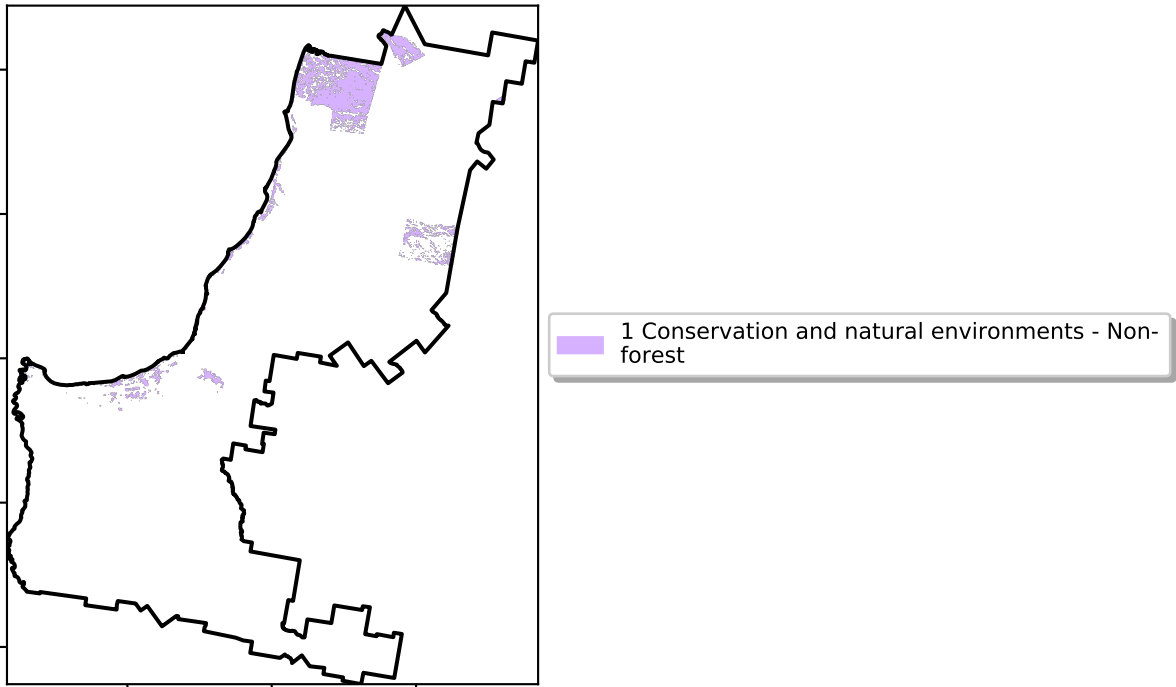 1 Conservation and natural environments - Non-
forest